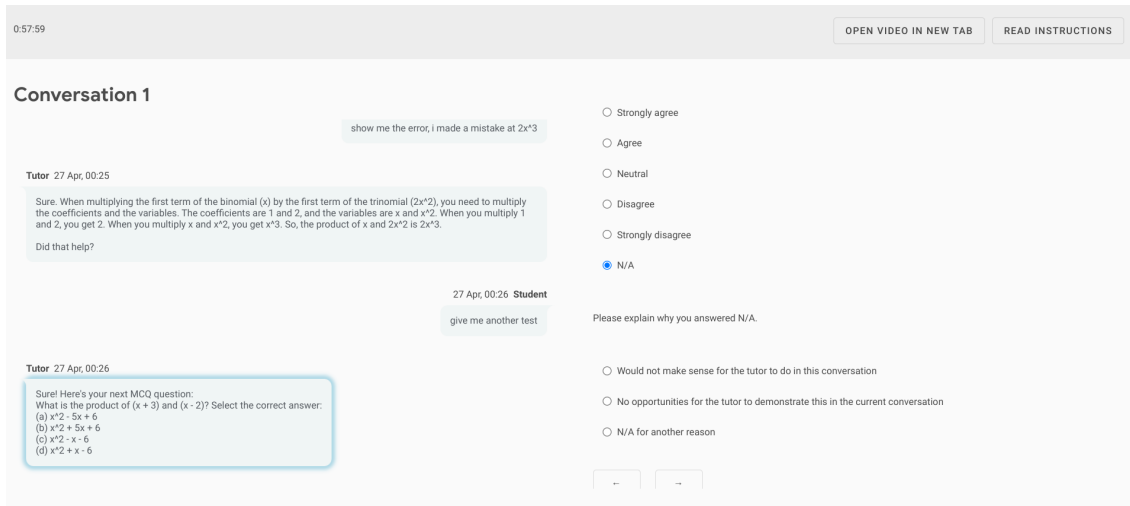 0:57:59
OPEN VIDEO IN NEW TAB
READ INSTRUCTIONS
Conversation 1
show me the error, i made a mistake at 2x^3
Tutor 27 Apr, 00:25
Sure. When multiplying the first term of the binomial (x) by the first term of the trinomial (2x^2), you need to multiply
the coefficients and the variables. The coefficients are 1 and 2, and the variables are x and x^2. When you multiply 1
and 2, you get 2. When you multiply x and x^2, you get x^3. So, the product of x and 2x^2 is 2x^3.
Did that help?
27 Apr, 00:26 Student
give me another test
Tutor 27 Apr, 00:26
Sure! Here's your next MCQ question:
What is the product of (x + 3) and (x - 2)? Select the correct answer:
(a) x^2 - 5x + 6
(b) x^2 + 5x + 6
(c) x^2 - x - 6
(d) x^2 + x - 6
Strongly agree
Agree
Neutral
Disagree
Strongly disagree
N/A
Please explain why you answered N/A.
Would not make sense for the tutor to do in this conversation
No opportunities for the tutor to demonstrate this in the current conversation
N/A for another reason
← →